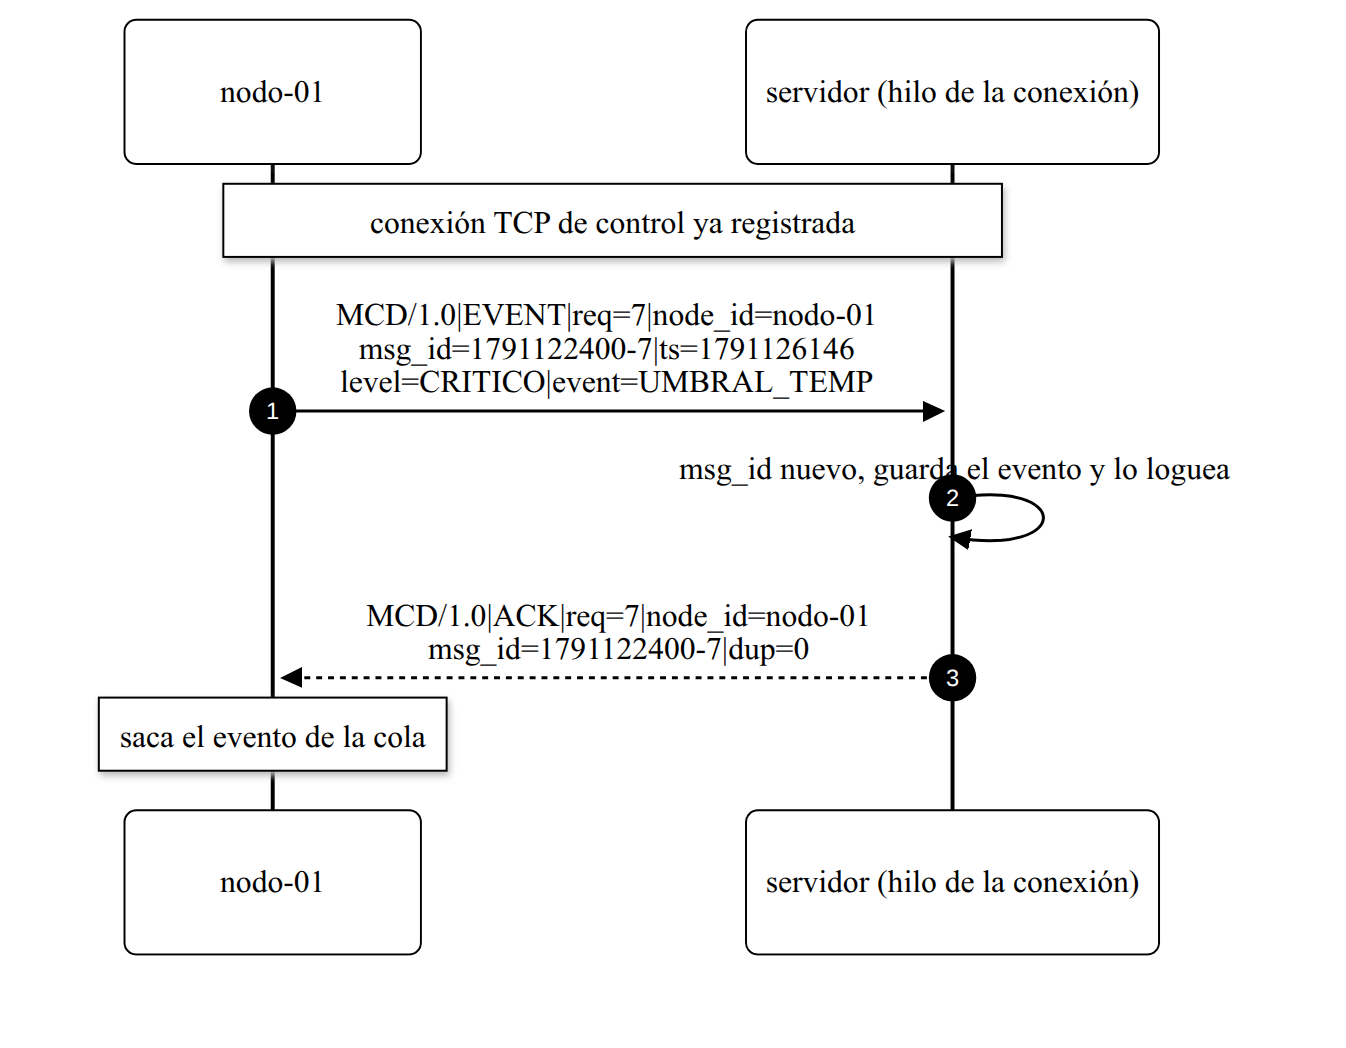 nodo-01
servidor (hilo de la conexión)
conexión TCP de control ya registrada
MCD/1.0|EVENT|req=7|node_id=nodo-01
msg_id=1791122400-7|ts=1791126146
level=CRITICO|event=UMBRAL_TEMP
1
msg_id nuevo, guarda el evento y lo loguea
2
MCD/1.0|ACK|req=7|node_id=nodo-01
msg_id=1791122400-7|dup=0
3
saca el evento de la cola
nodo-01
servidor (hilo de la conexión)